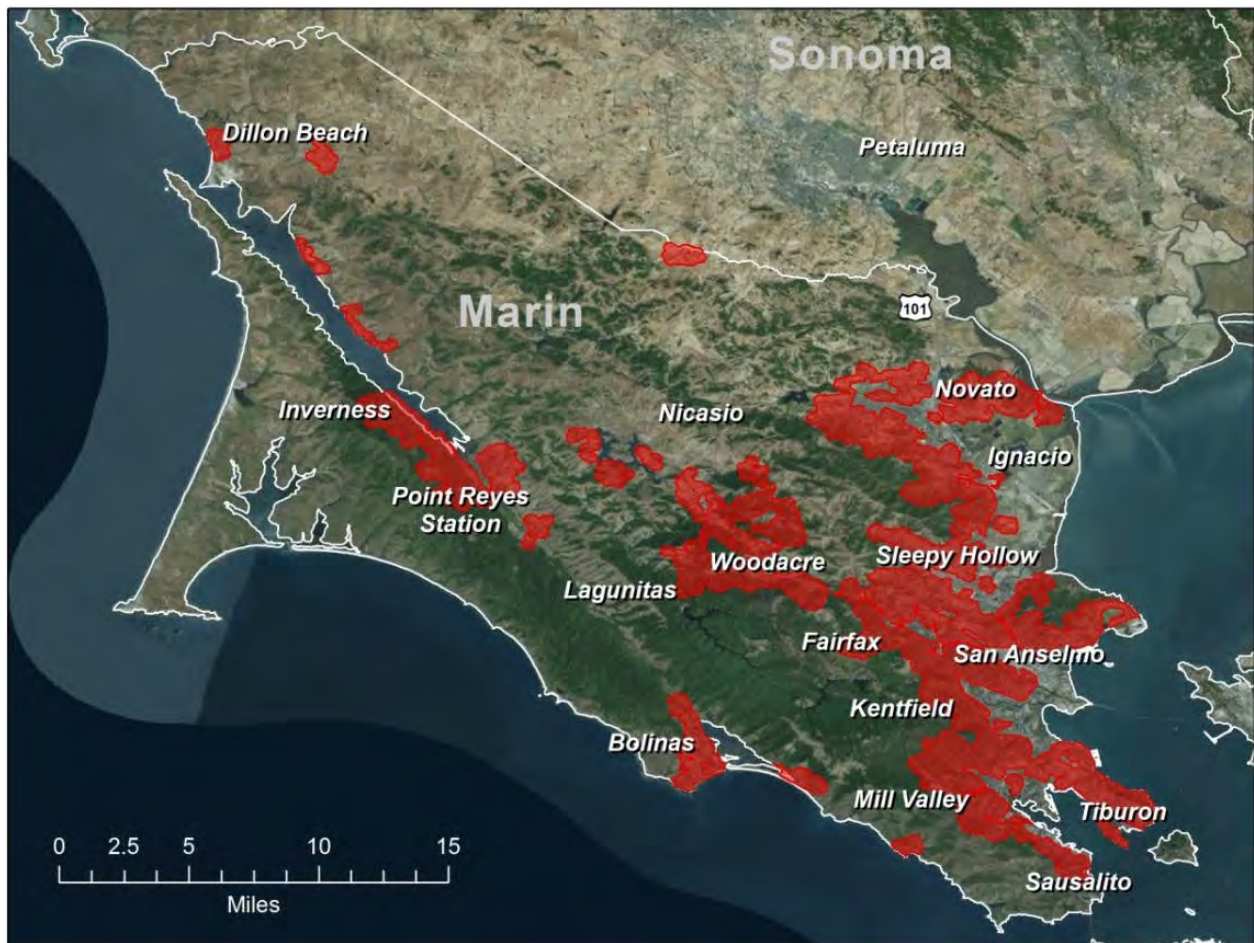 Sonoma
Dillon Beach
Petaluma
Marin
101
Novato
Inverness
Nicasio
Ignacio
Point Reyes
Station
Woodacre
Sleepy Hollow
Lagunitas
Fairfax
San Anselmo
Kentfield
Bolinas
Mill Valley
Tiburon
Sausalito
0 2.5 5 10 15
Miles